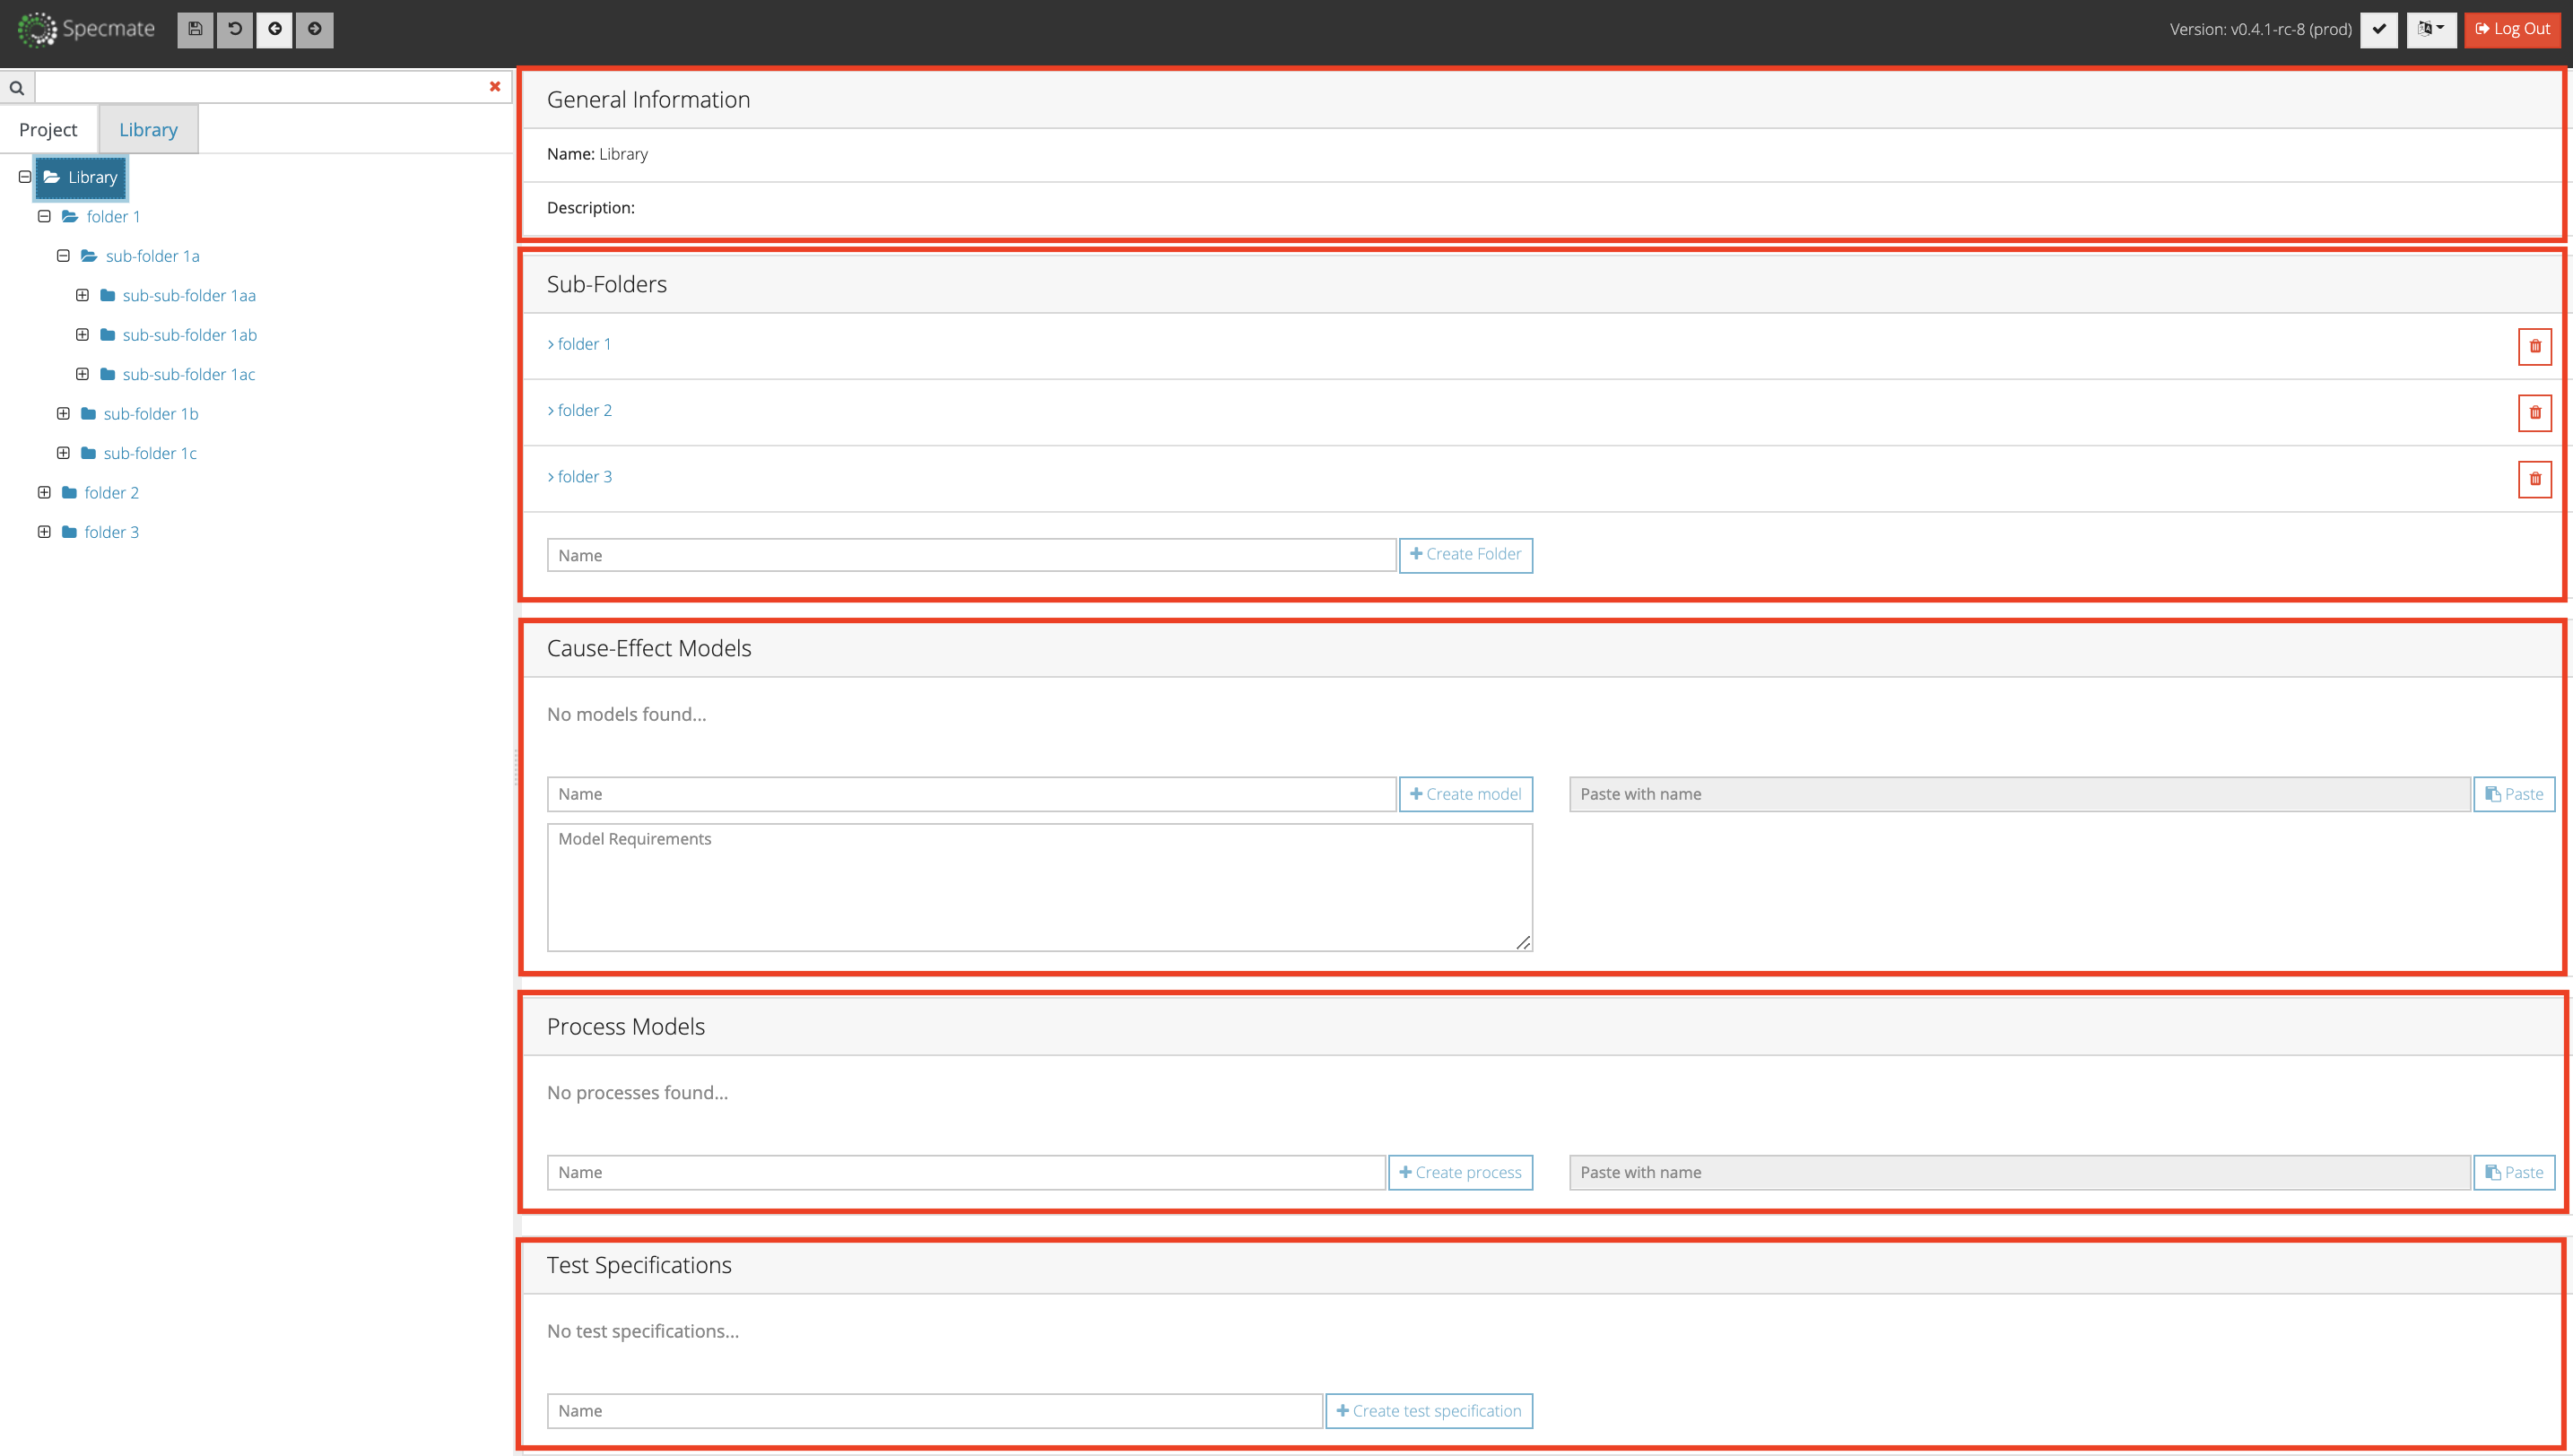 Specmate
Version: v0.4.1-rc-8 (prod)
Log Out
Project
Library
Library
folder 1
sub-folder 1a
sub-sub-folder 1aa
sub-sub-folder 1ab
sub-sub-folder 1ac
sub-folder 1b
sub-folder 1c
folder 2
folder 3
General Information
Name: Library
Description:
Sub-Folders
folder 1
folder 2
folder 3
Name
Create Folder
Cause-Effect Models
No models found...
Name
Create model
Paste with name
Paste
Model Requirements
Process Models
No processes found...
Name
Create process
Paste with name
Paste
Test Specifications
No test specifications...
Name
Create test specification